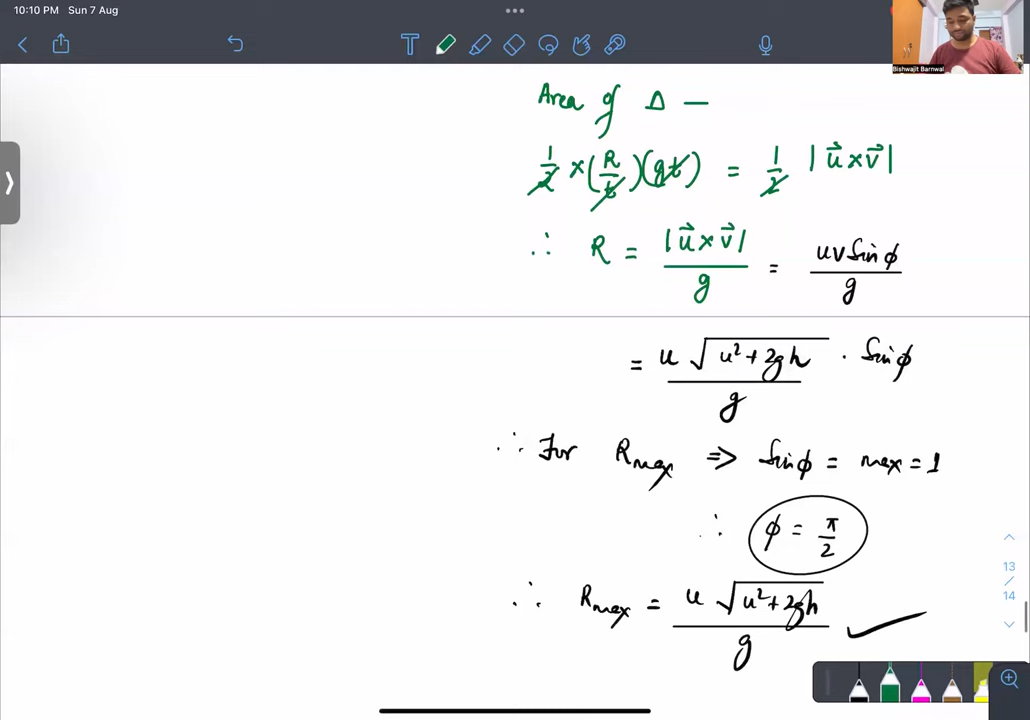 10:10 PM Sun 7 Aug
Bishwajit Barnwal
Area of Δ —
1/2 × (R/t)(gt) = 1/2 |u⃗ × v⃗|
∴ R = |u⃗ × v⃗| / g = uv Sin ϕ / g
= u √(u² + 2gh) / g · Sin ϕ
∴ For Rmax ⇒ Sin ϕ = max = 1
∴ ϕ = π/2
∴ Rmax = u √(u² + 2gh) / g
13
/
14